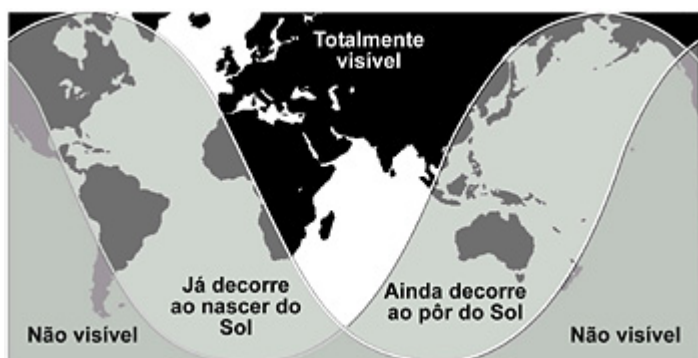 Totalmente
visível
Já decorre
ao nascer do
Sol
Ainda decorre
ao pôr do Sol
Não visível
Não visível